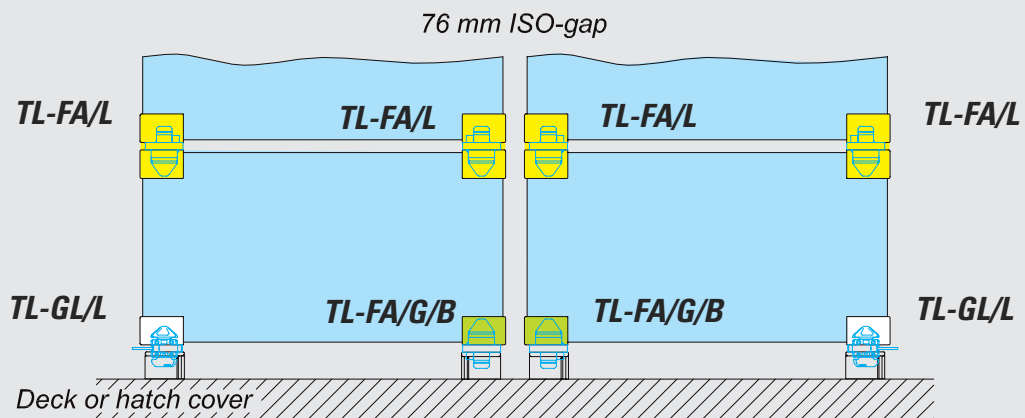 76 mm ISO-gap
TL-FA/L TL-FA/L TL-FA/L TL-FA/L
TL-GL/L TL-FA/G/B TL-FA/G/B TL-GL/L
Deck or hatch cover